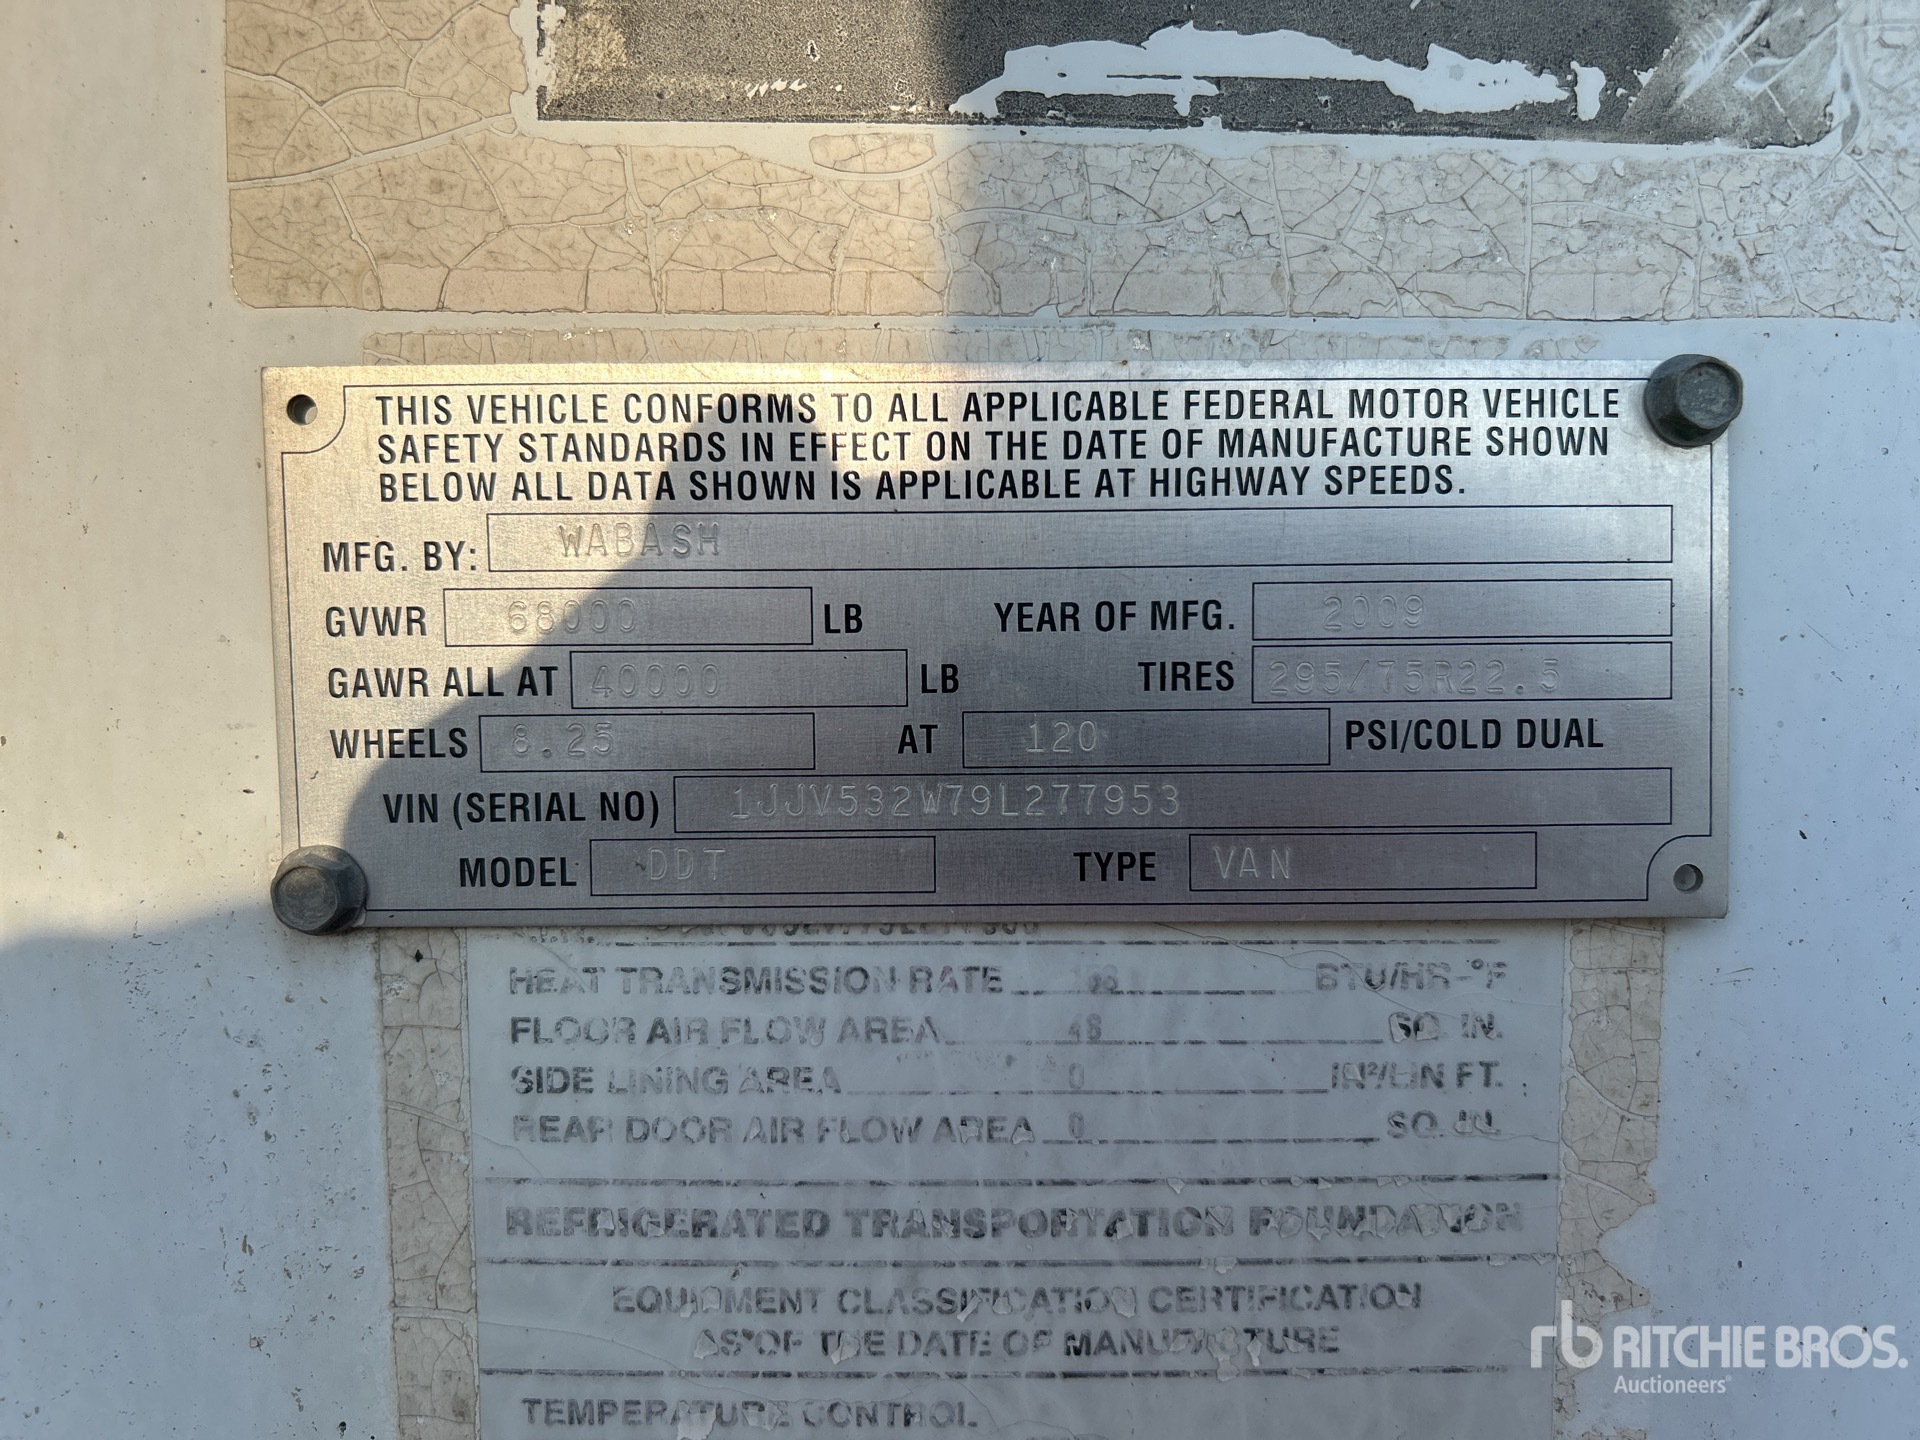 THIS VEHICLE CONFORMS TO ALL APPLICABLE FEDERAL MOTOR VEHICLE
SAFETY STANDARDS IN EFFECT ON THE DATE OF MANUFACTURE SHOWN
BELOW ALL DATA SHOWN IS APPLICABLE AT HIGHWAY SPEEDS.
MFG. BY: WABASH
GVWR 68000 LB YEAR OF MFG. 2009
GAWR ALL AT 40000 LB TIRES 295/75R22.5
WHEELS 8.25 AT 120 PSI/COLD DUAL
VIN (SERIAL NO) 1JJV532W79L277953
MODEL DDT TYPE VAN
HEAT TRANSMISSION RATE BTU/HR-°F
FLOOR AIR FLOW AREA 48 SQ. IN.
SIDE LINING AREA 0 IN²/LIN FT.
REAR DOOR AIR FLOW AREA 0 SQ. IN.
REFRIGERATED TRANSPORTATION FOUNDATION
EQUIPMENT CLASSIFICATION CERTIFICATION
AS OF THE DATE OF MANUFACTURE
TEMPERATURE CONTROL
rb RITCHIE BROS.
Auctioneers